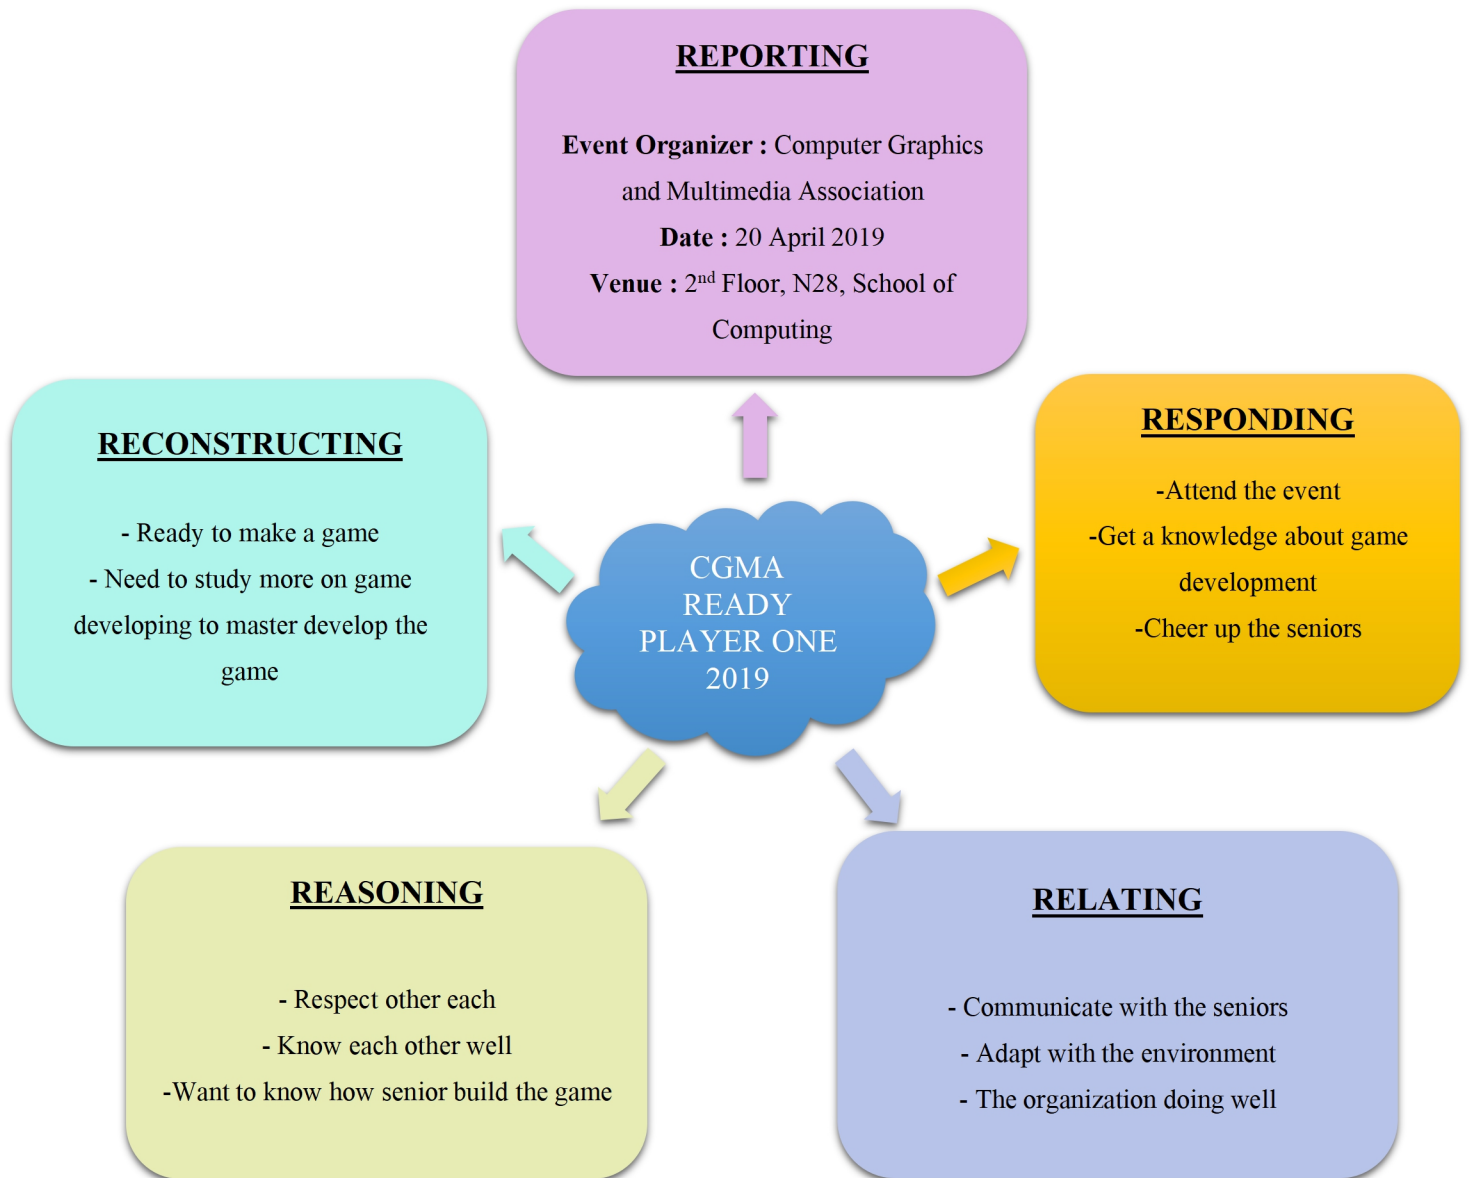 REPORTING
Event Organizer : Computer Graphics
and Multimedia Association
Date : 20 April 2019
Venue : 2nd Floor, N28, School of
Computing
RECONSTRUCTING
- Ready to make a game
- Need to study more on game
developing to master develop the
game
CGMA
READY
PLAYER ONE
2019
RESPONDING
-Attend the event
-Get a knowledge about game
development
-Cheer up the seniors
REASONING
- Respect other each
- Know each other well
-Want to know how senior build the game
RELATING
- Communicate with the seniors
- Adapt with the environment
- The organization doing well